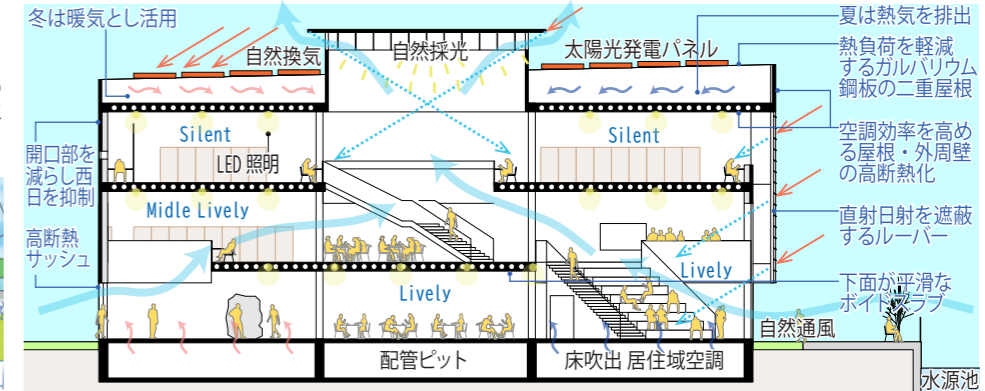 冬は暖気とし活用
自然換気
自然採光
太陽光発電パネル
夏は熱気を排出
熱負荷を軽減
するガルバリウム
鋼板の二重屋根
Silent
LED 照明
Silent
空調効率を高め
る屋根・外周壁
の高断熱化
開口部を
減らし西
日を抑制
Midle Lively
直射日射を遮蔽
するルーバー
高断熱
サッシュ
Lively
Lively
下面が平滑な
ボイドスラブ
自然通風
配管ピット
床吹出 居住域空調
水源池